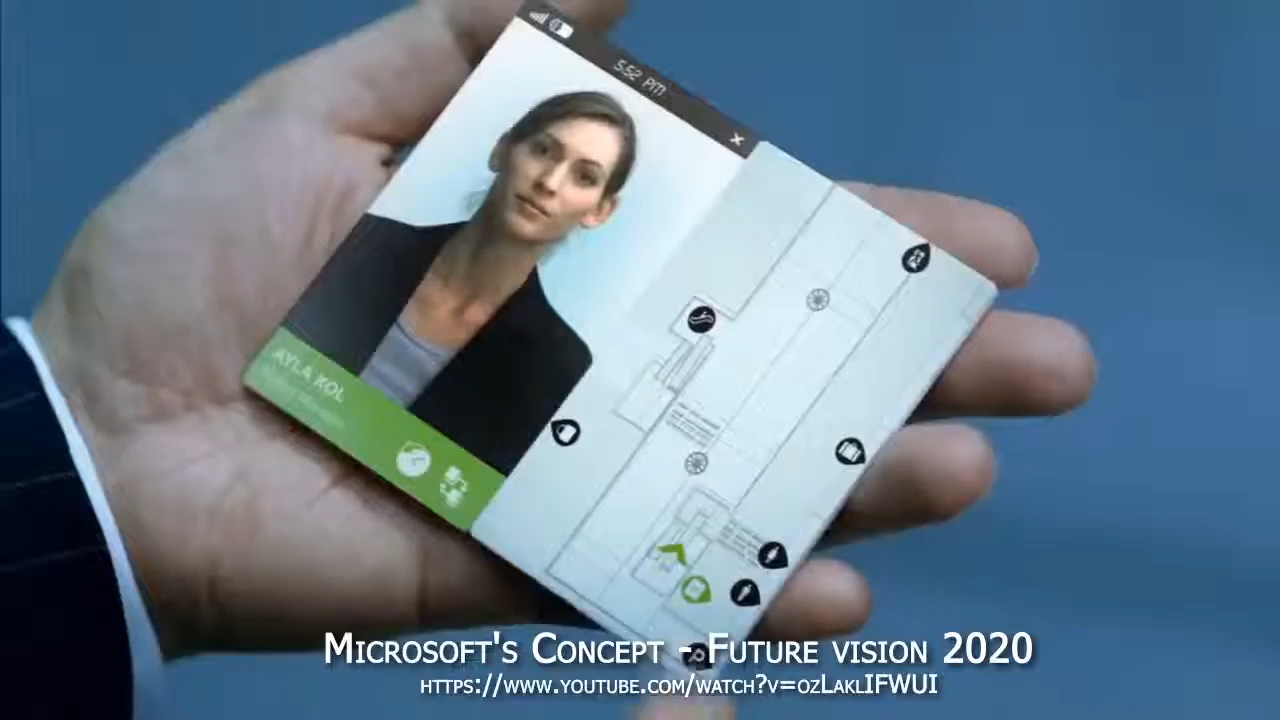 5:52 PM
AYLA KOL
MICROSOFT'S CONCEPT - FUTURE VISION 2020
HTTPS://WWW.YOUTUBE.COM/WATCH?V=OZLAKLIFWUI